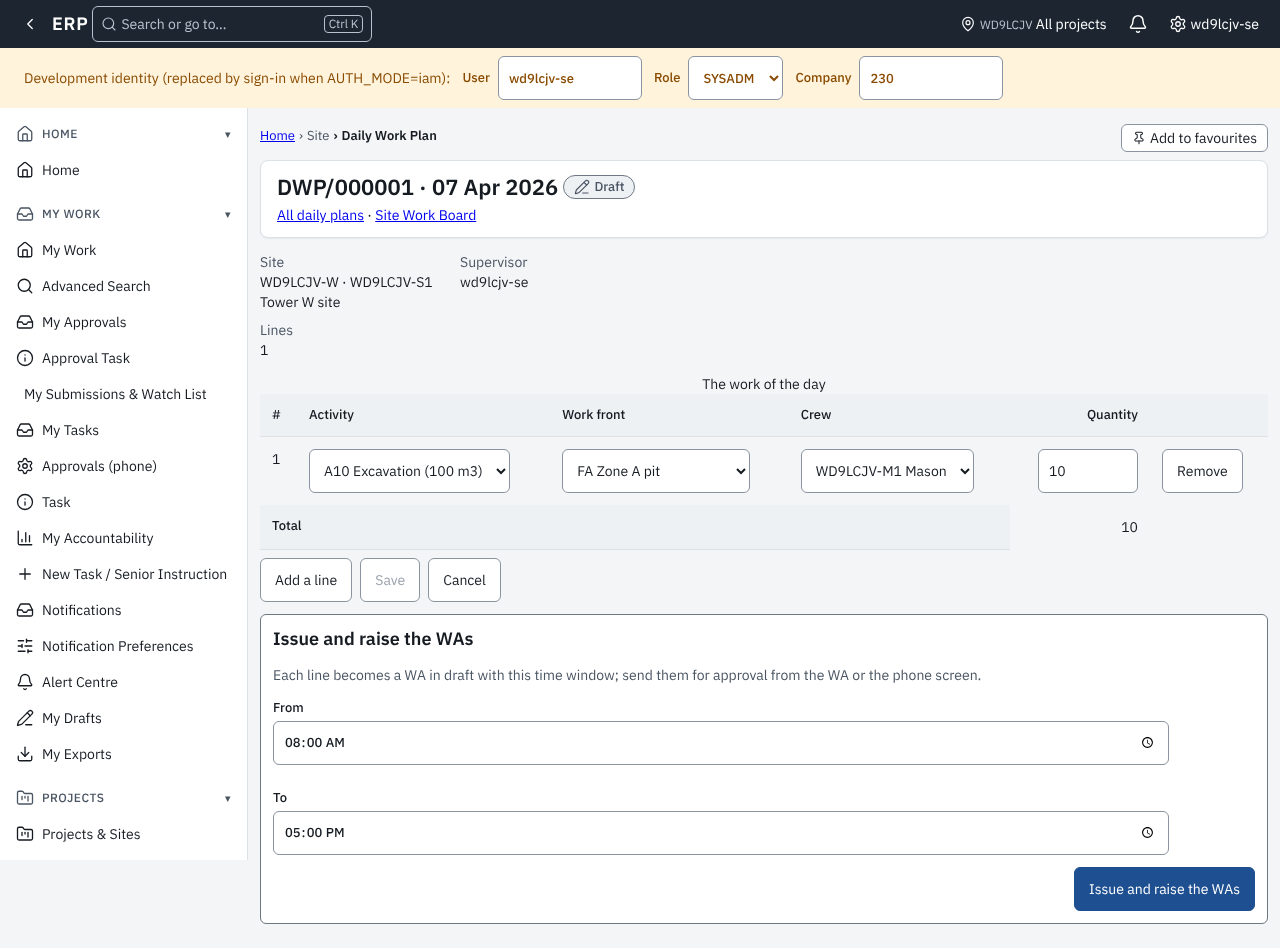 ERP
Search or go to...
Ctrl K
WD9LCJV All projects
wd9lcjv-se
Development identity (replaced by sign-in when AUTH_MODE=iam):
User
wd9lcjv-se
Role
SYSADM
Company
230
HOME
Home
MY WORK
My Work
Advanced Search
My Approvals
Approval Task
My Submissions & Watch List
My Tasks
Approvals (phone)
Task
My Accountability
New Task / Senior Instruction
Notifications
Notification Preferences
Alert Centre
My Drafts
My Exports
PROJECTS
Projects & Sites
Home › Site › Daily Work Plan
Add to favourites
DWP/000001 · 07 Apr 2026
Draft
All daily plans · Site Work Board
Site
WD9LCJV-W · WD9LCJV-S1
Tower W site
Supervisor
wd9lcjv-se
Lines
1
The work of the day
# Activity Work front Crew Quantity
1 A10 Excavation (100 m3) FA Zone A pit WD9LCJV-M1 Mason 10 Remove
Total 10
Add a line
Save
Cancel
Issue and raise the WAs
Each line becomes a WA in draft with this time window; send them for approval from the WA or the phone screen.
From
08:00 AM
To
05:00 PM
Issue and raise the WAs